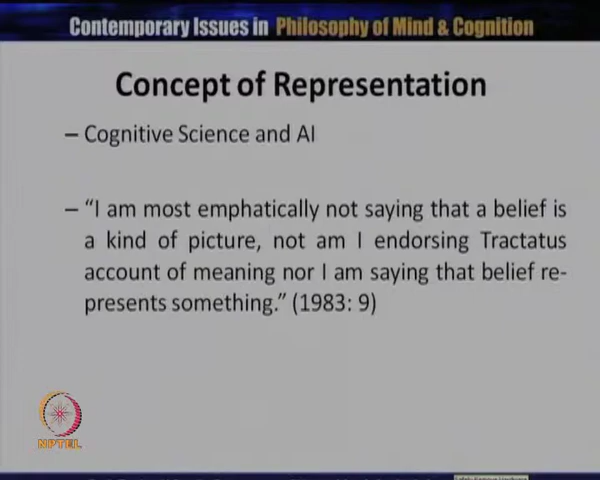 Contemporary Issues in Philosophy of Mind & Cognition
Concept of Representation
– Cognitive Science and AI
– “I am most emphatically not saying that a belief is
a kind of picture, not am I endorsing Tractatus
account of meaning nor I am saying that belief re-
presents something.” (1983: 9)
NPTEL